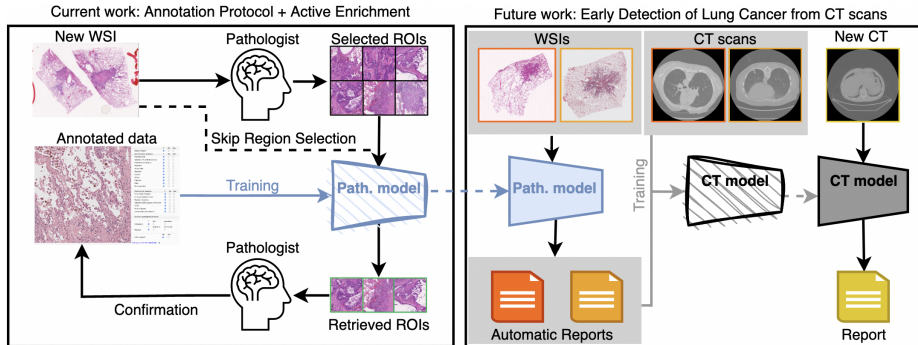 Current work: Annotation Protocol + Active Enrichment
New WSI
Pathologist
Selected ROIs
Skip Region Selection
Annotated data
Training
Path. model
Pathologist
Confirmation
Retrieved ROIs
Future work: Early Detection of Lung Cancer from CT scans
WSIs
CT scans
New CT
Path. model
Training
CT model
CT model
Automatic Reports
Report